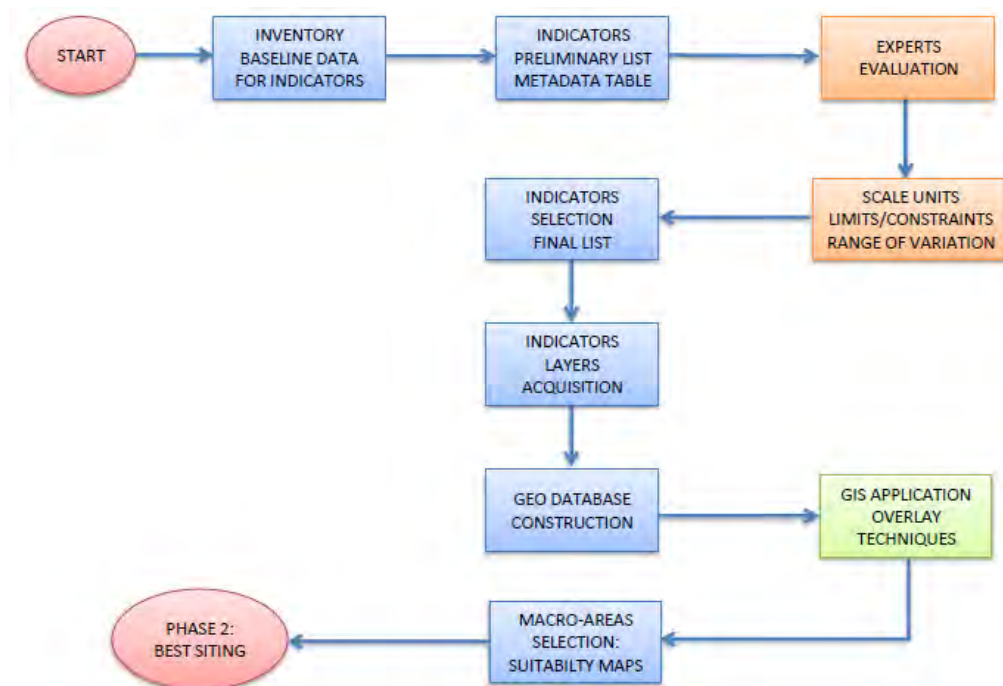 START
INVENTORY
BASELINE DATA
FOR INDICATORS
INDICATORS
PRELIMINARY LIST
METADATA TABLE
EXPERTS
EVALUATION
SCALE UNITS
LIMITS/CONSTRAINTS
RANGE OF VARIATION
INDICATORS
SELECTION
FINAL LIST
INDICATORS
LAYERS
ACQUISITION
GEO DATABASE
CONSTRUCTION
GIS APPLICATION
OVERLAY
TECHNIQUES
MACRO-AREAS
SELECTION:
SUITABILTY MAPS
PHASE 2:
BEST SITING